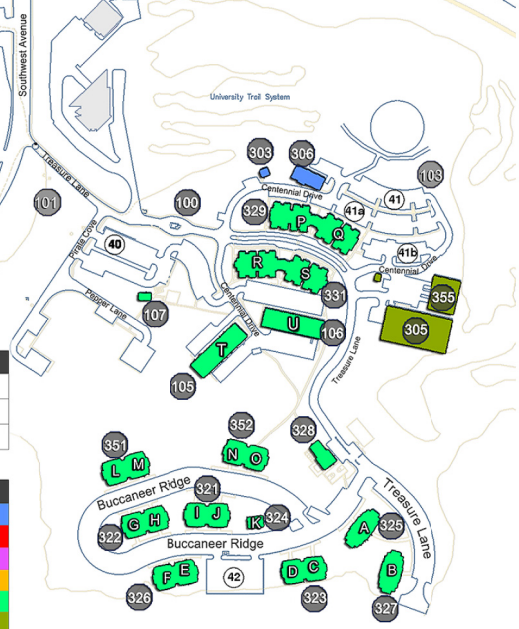 Southwest Avenue
University Trail System
303
306
Treasure Lane
103
101
100
Centennial Drive
41
329
P
41a
Q
Pirate Cove
40
41b
R
S
Centennial Drive
331
355
Pepper Lane
107
Centennial Drive
U
106
305
T
Treasure Lane
105
352
328
351
N O
L M
Buccaneer Ridge
321
Treasure Lane
G H
I J
K
324
A
325
322
Buccaneer Ridge
F E
42
D C
B
326
323
327